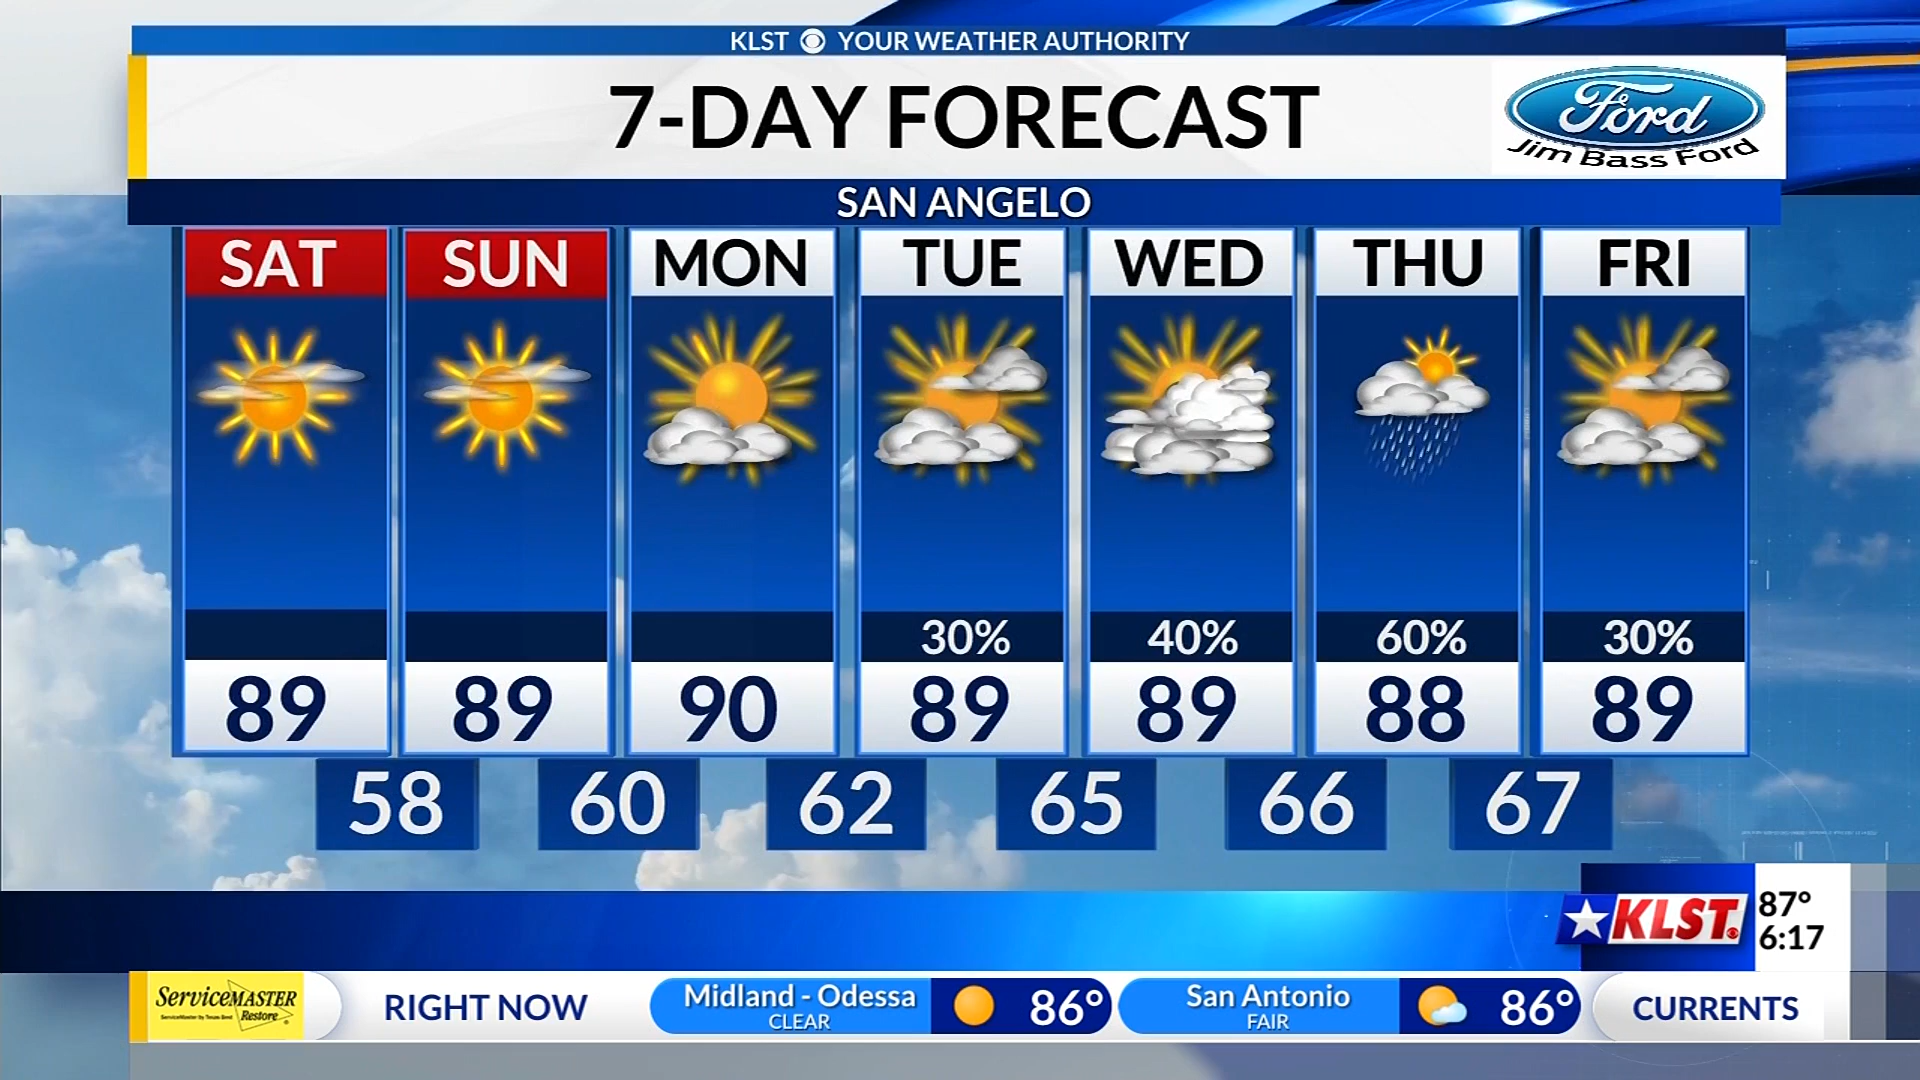 KLST YOUR WEATHER AUTHORITY
7-DAY FORECAST
Ford
Jim Bass Ford
SAN ANGELO
SAT SUN MON TUE WED THU FRI
30% 40% 60% 30%
89 89 90 89 89 88 89
58 60 62 65 66 67
KLST
87°
6:17
ServiceMASTER
Restore
RIGHT NOW
Midland - Odessa
CLEAR
86°
San Antonio
FAIR
86°
CURRENTS